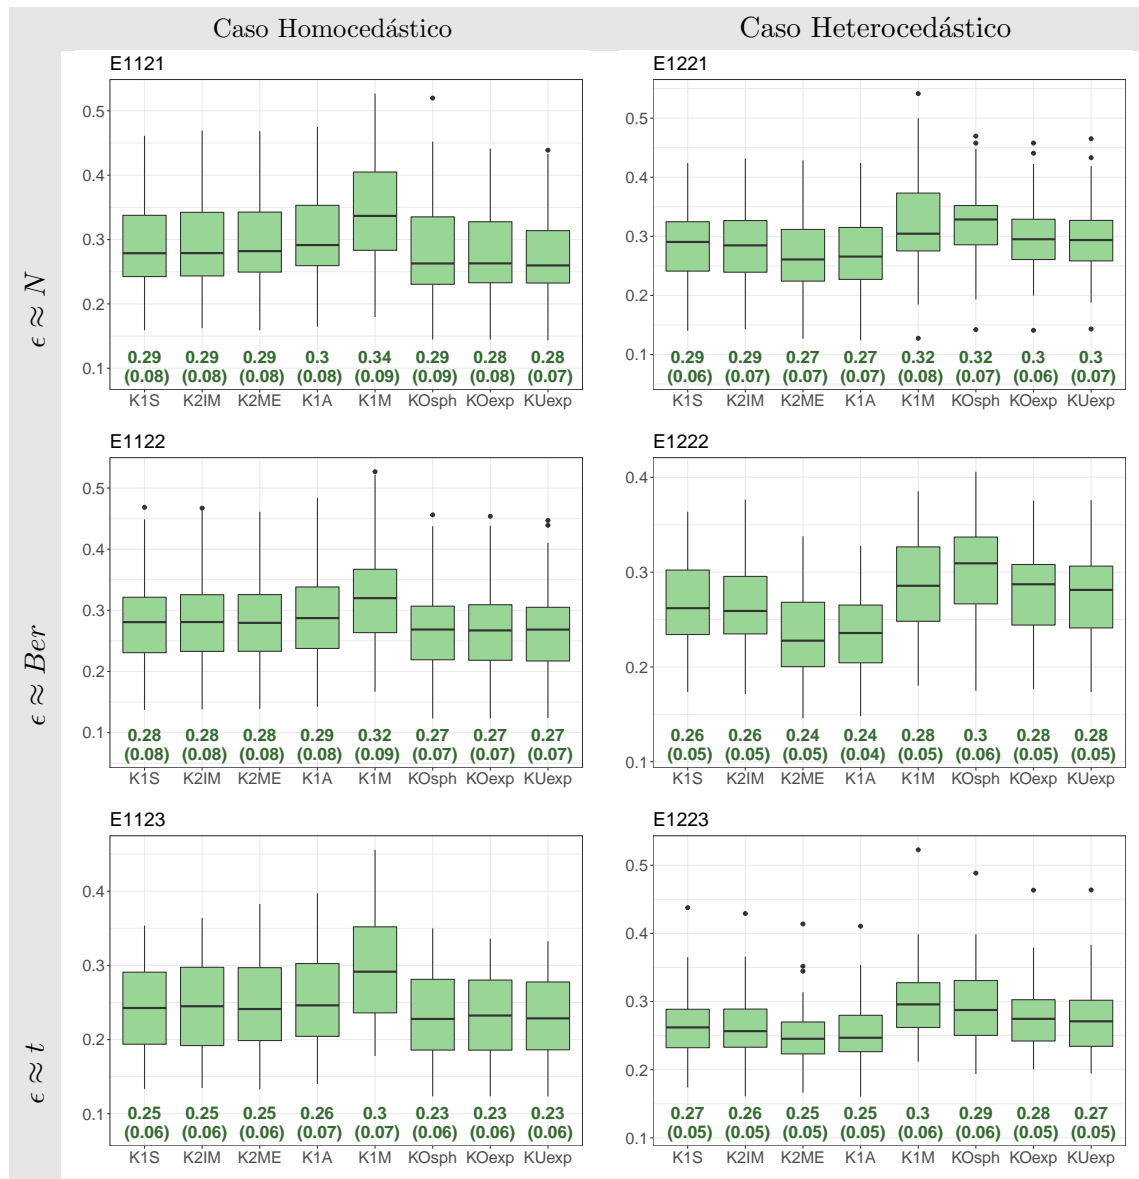 Caso Homocedástico
Caso Heterocedástico
ϵ ≈ N
E1121
0.5
0.4
0.3
0.2
0.1
0.29 0.29 0.29 0.3 0.34 0.29 0.28 0.28
(0.08) (0.08) (0.08) (0.08) (0.09) (0.09) (0.08) (0.07)
K1S K2IM K2ME K1A K1M KOsph KOexp KUexp
E1221
0.5
0.4
0.3
0.2
0.1
0.29 0.29 0.27 0.27 0.32 0.32 0.3 0.3
(0.06) (0.07) (0.07) (0.07) (0.08) (0.07) (0.06) (0.07)
K1S K2IM K2ME K1A K1M KOsph KOexp KUexp
ϵ ≈ Ber
E1122
0.5
0.4
0.3
0.2
0.1
0.28 0.28 0.28 0.29 0.32 0.27 0.27 0.27
(0.08) (0.08) (0.08) (0.08) (0.09) (0.07) (0.07) (0.07)
K1S K2IM K2ME K1A K1M KOsph KOexp KUexp
E1222
0.4
0.3
0.2
0.1
0.26 0.26 0.24 0.24 0.28 0.3 0.28 0.28
(0.05) (0.05) (0.05) (0.04) (0.05) (0.06) (0.05) (0.05)
K1S K2IM K2ME K1A K1M KOsph KOexp KUexp
ϵ ≈ t
E1123
0.4
0.3
0.2
0.1
0.25 0.25 0.25 0.26 0.3 0.23 0.23 0.23
(0.06) (0.06) (0.06) (0.07) (0.07) (0.06) (0.06) (0.06)
K1S K2IM K2ME K1A K1M KOsph KOexp KUexp
E1223
0.5
0.4
0.3
0.2
0.1
0.27 0.26 0.25 0.25 0.3 0.29 0.28 0.27
(0.05) (0.05) (0.05) (0.05) (0.06) (0.06) (0.05) (0.05)
K1S K2IM K2ME K1A K1M KOsph KOexp KUexp